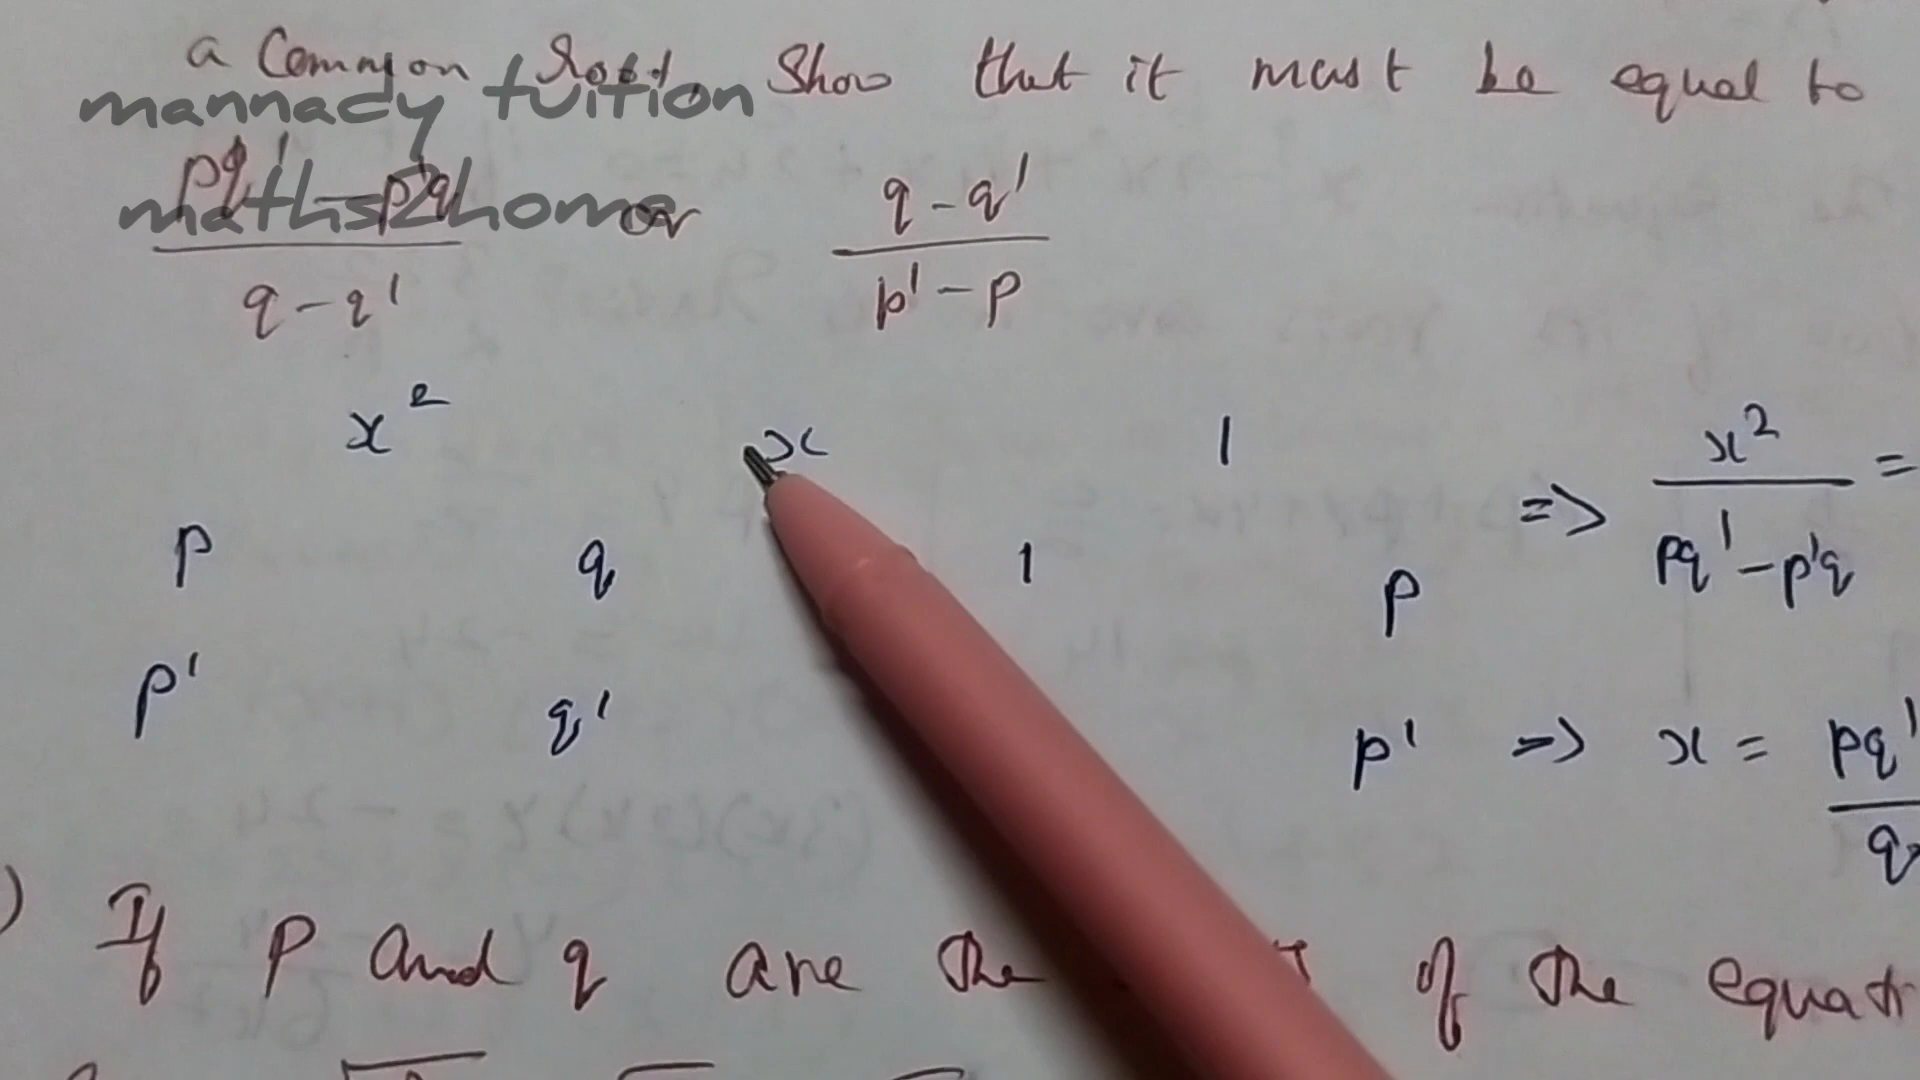 a common root, Show that it must be equal to
mannady tuition
pq' - p'q / q - q' or q - q' / p' - p
maths2home
x² x 1 => x² / pq' - p'q =
p q 1 p
p' q' p' => x = pq' / q
) If p and q are the of the equati